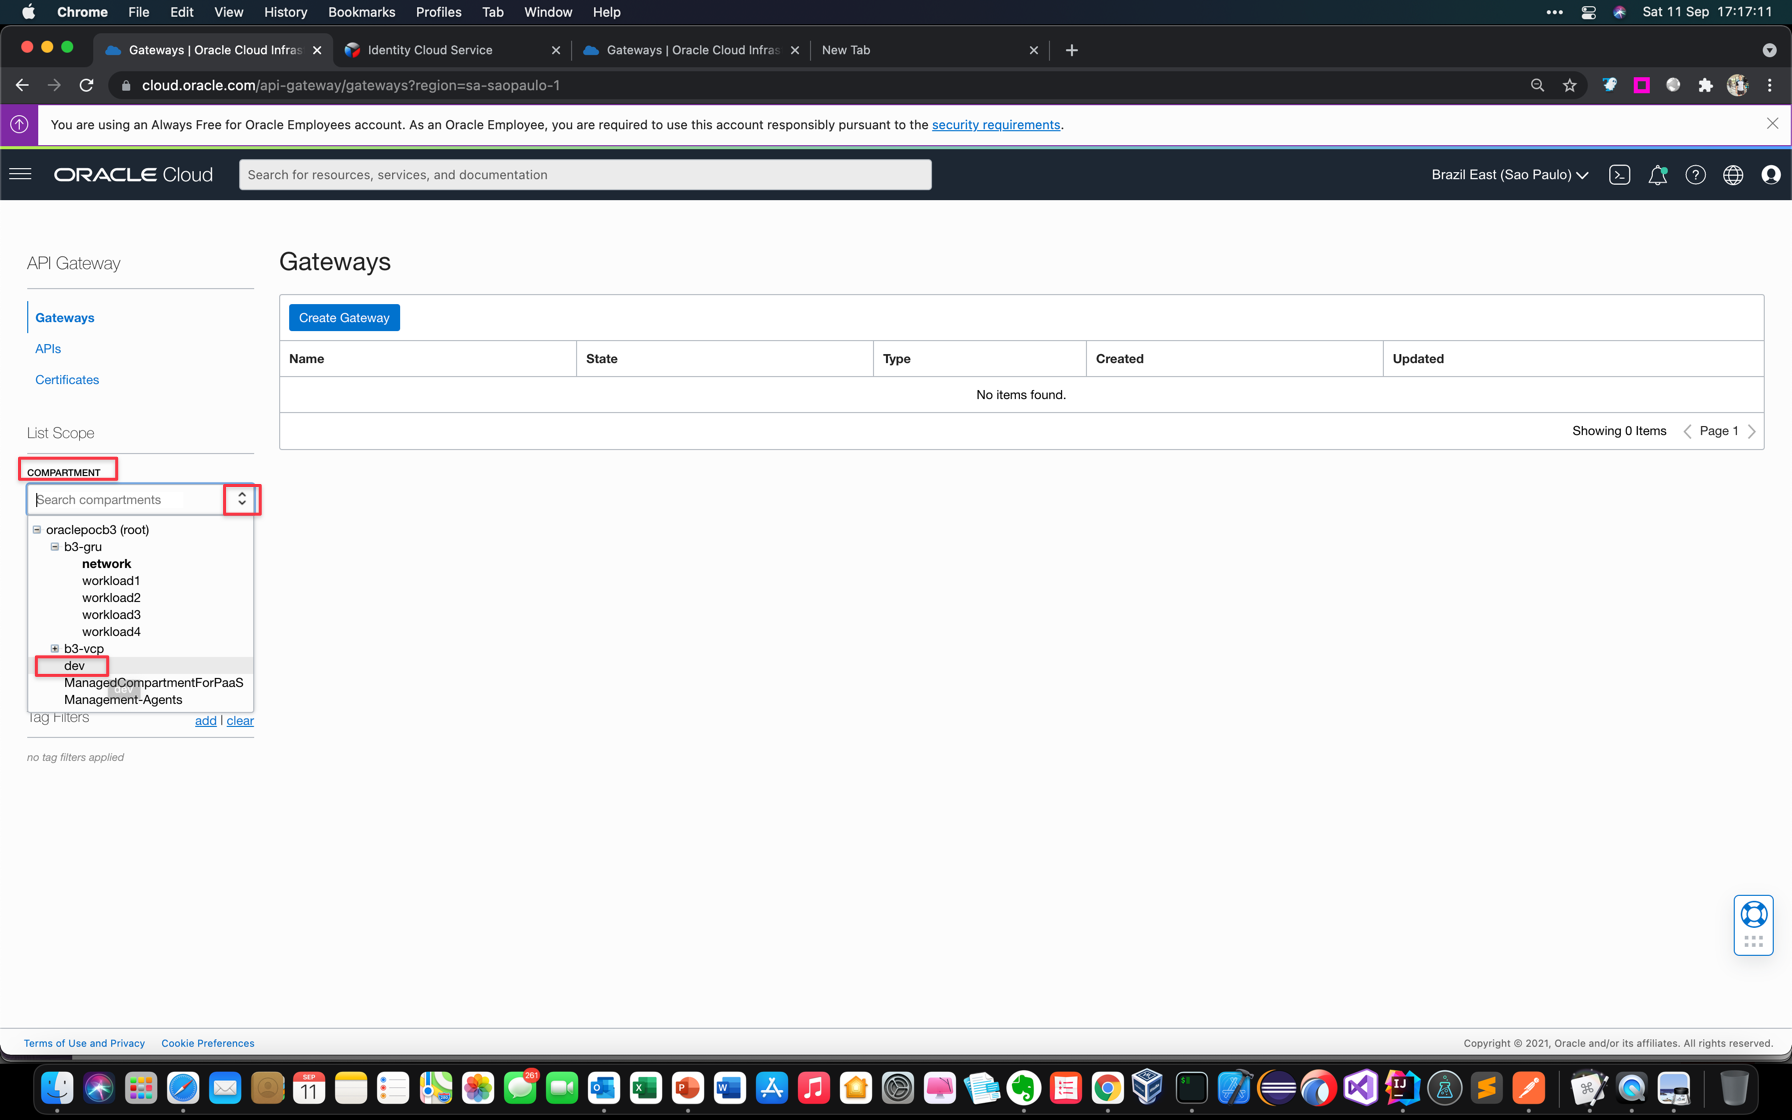 Chrome File Edit View History Bookmarks Profiles Tab Window Help
Sat 11 Sep 17:17:11
Gateways | Oracle Cloud Infras
Identity Cloud Service
Gateways | Oracle Cloud Infras
New Tab
cloud.oracle.com/api-gateway/gateways?region=sa-saopaulo-1
You are using an Always Free for Oracle Employees account. As an Oracle Employee, you are required to use this account responsibly pursuant to the security requirements.
ORACLE Cloud
Search for resources, services, and documentation
Brazil East (Sao Paulo)
API Gateway
Gateways
APIs
Certificates
List Scope
COMPARTMENT
Search compartments
oraclepocb3 (root)
b3-gru
network
workload1
workload2
workload3
workload4
b3-vcp
dev
ManagedCompartmentForPaaS
dev
Management-Agents
Tag Filters
add | clear
no tag filters applied
Gateways
Create Gateway
Name State Type Created Updated
No items found.
Showing 0 Items
Page 1
Terms of Use and Privacy Cookie Preferences
Copyright © 2021, Oracle and/or its affiliates. All rights reserved.
SEP
11
261